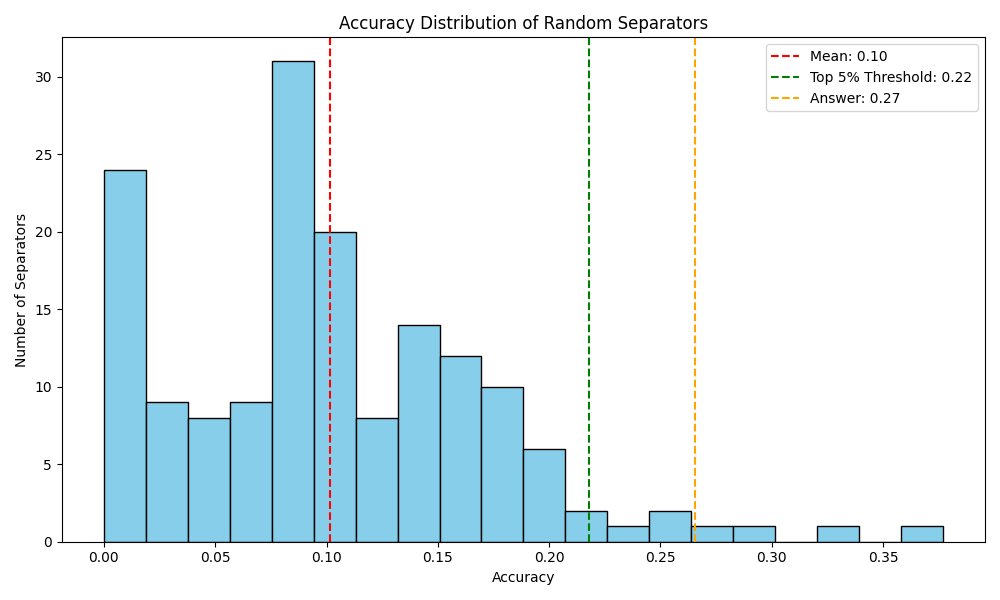 Accuracy Distribution of Random Separators
Mean: 0.10
Top 5% Threshold: 0.22
Answer: 0.27
Number of Separators
30
25
20
15
10
5
0
0.00 0.05 0.10 0.15 0.20 0.25 0.30 0.35
Accuracy